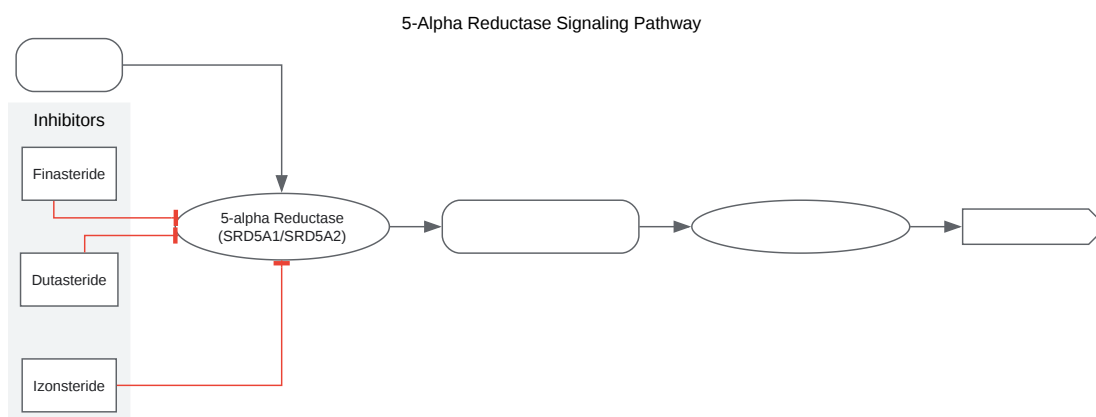 5-Alpha Reductase Signaling Pathway
Inhibitors
Finasteride
5-alpha Reductase
(SRD5A1/SRD5A2)
Dutasteride
Izonsteride